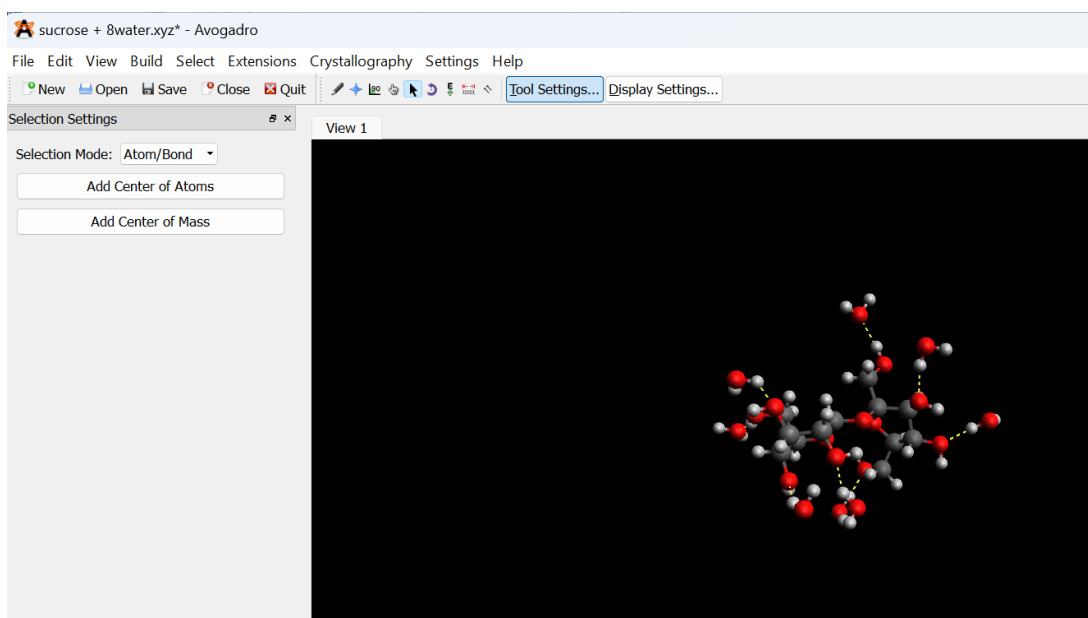 sucrose + 8water.xyz* - Avogadro
File Edit View Build Select Extensions Crystallography Settings Help
New Open Save Close Quit Tool Settings... Display Settings...
Selection Settings
View 1
Selection Mode: Atom/Bond
Add Center of Atoms
Add Center of Mass